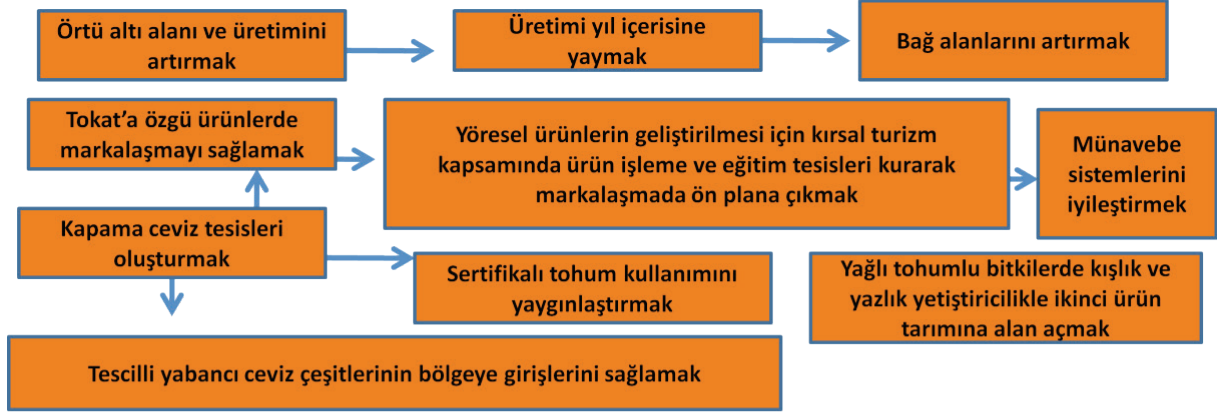 Örtü altı alanı ve üretimini
artırmak
Üretimi yıl içerisine
yaymak
Bağ alanlarını artırmak
Tokat’a özgü ürünlerde
markalaşmayı sağlamak
Yöresel ürünlerin geliştirilmesi için kırsal turizm
kapsamında ürün işleme ve eğitim tesisleri kurarak
markalaşmada ön plana çıkmak
Münavebe
sistemlerini
iyileştirmek
Kapama ceviz tesisleri
oluşturmak
Sertifikalı tohum kullanımını
yaygınlaştırmak
Yağlı tohumlu bitkilerde kışlık ve
yazlık yetiştiricilikle ikinci ürün
tarımına alan açmak
Tescilli yabancı ceviz çeşitlerinin bölgeye girişlerini sağlamak